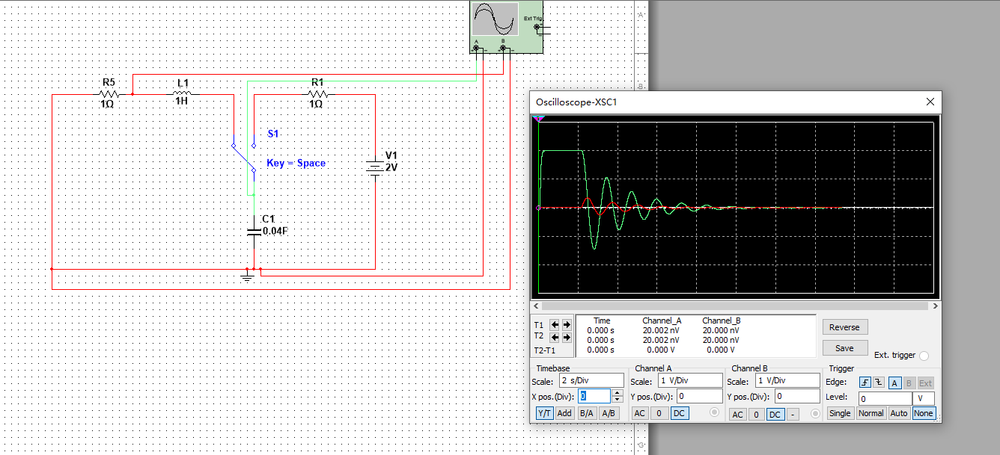 A
Ext Trig
+
-
A
B
+
-
+
-
B
R5
1Ω
L1
1H
R1
1Ω
S1
Key = Space
V1
2V
C1
0.04F
G
Oscilloscope-XSC1
T1
T2
T2-T1
Time Channel_A Channel_B
0.000 s 20.002 nV 20.000 nV
0.000 s 20.002 nV 20.000 nV
0.000 s 0.000 V 0.000 V
Reverse
Save
Ext. trigger
Timebase
Scale: 2 s/Div
X pos.(Div): 0
Y/T Add B/A A/B
Channel A
Scale: 1 V/Div
Y pos.(Div): 0
AC 0 DC
Channel B
Scale: 1 V/Div
Y pos.(Div): 0
AC 0 DC -
Trigger
Edge: A B Ext
Level: 0 V
Single Normal Auto None